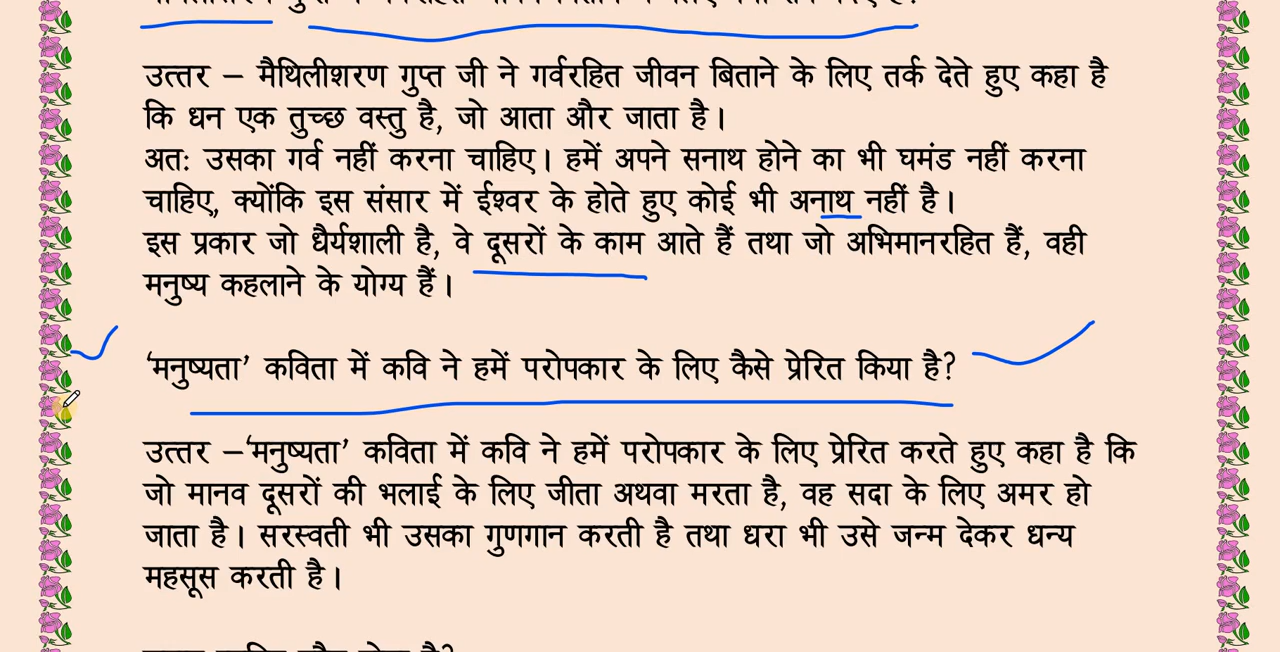 उत्तर – मैथिलीशरण गुप्त जी ने गर्वरहित जीवन बिताने के लिए तर्क देते हुए कहा है
कि धन एक तुच्छ वस्तु है, जो आता और जाता है।
अतः उसका गर्व नहीं करना चाहिए। हमें अपने सनाथ होने का भी घमंड नहीं करना
चाहिए, क्योंकि इस संसार में ईश्वर के होते हुए कोई भी अनाथ नहीं है।
इस प्रकार जो धैर्यशाली है, वे दूसरों के काम आते हैं तथा जो अभिमानरहित हैं, वही
मनुष्य कहलाने के योग्य हैं।
‘मनुष्यता’ कविता में कवि ने हमें परोपकार के लिए कैसे प्रेरित किया है?
उत्तर –‘मनुष्यता’ कविता में कवि ने हमें परोपकार के लिए प्रेरित करते हुए कहा है कि
जो मानव दूसरों की भलाई के लिए जीता अथवा मरता है, वह सदा के लिए अमर हो
जाता है। सरस्वती भी उसका गुणगान करती है तथा धरा भी उसे जन्म देकर धन्य
महसूस करती है।